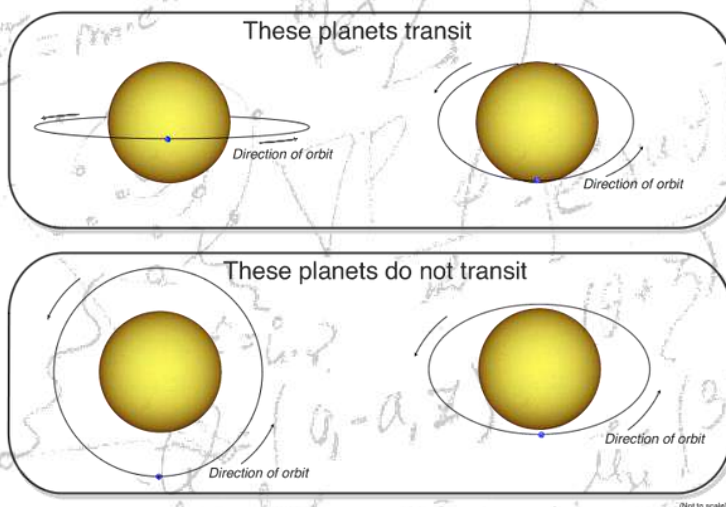 These planets transit
Direction of orbit
Direction of orbit
These planets do not transit
Direction of orbit
Direction of orbit
(Not to scale)